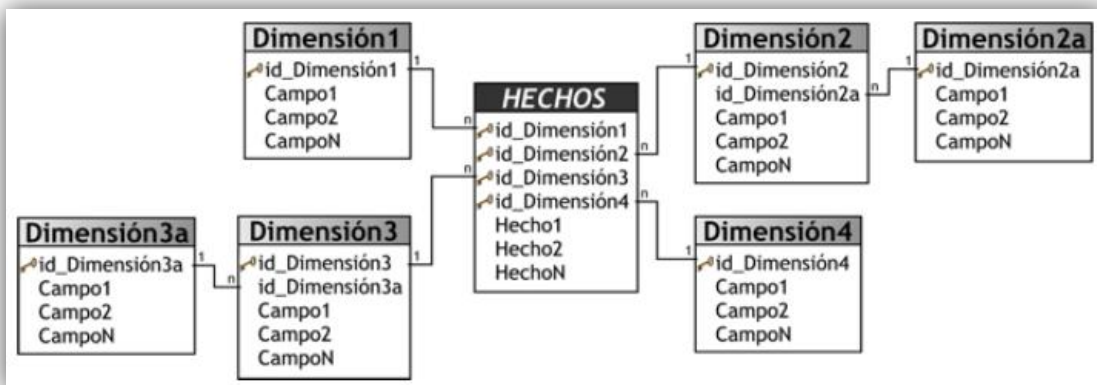 Dimensión1
id_Dimensión1
Campo1
Campo2
CampoN
1
n
HECHOS
id_Dimensión1
id_Dimensión2
id_Dimensión3
id_Dimensión4
Hecho1
Hecho2
HechoN
n
n
n
Dimensión2
id_Dimensión2
id_Dimensión2a
Campo1
Campo2
CampoN
1
n
Dimensión2a
id_Dimensión2a
Campo1
Campo2
CampoN
1
Dimensión3a
id_Dimensión3a
Campo1
Campo2
CampoN
1
n
Dimensión3
id_Dimensión3
id_Dimensión3a
Campo1
Campo2
CampoN
1
Dimensión4
id_Dimensión4
Campo1
Campo2
CampoN
1